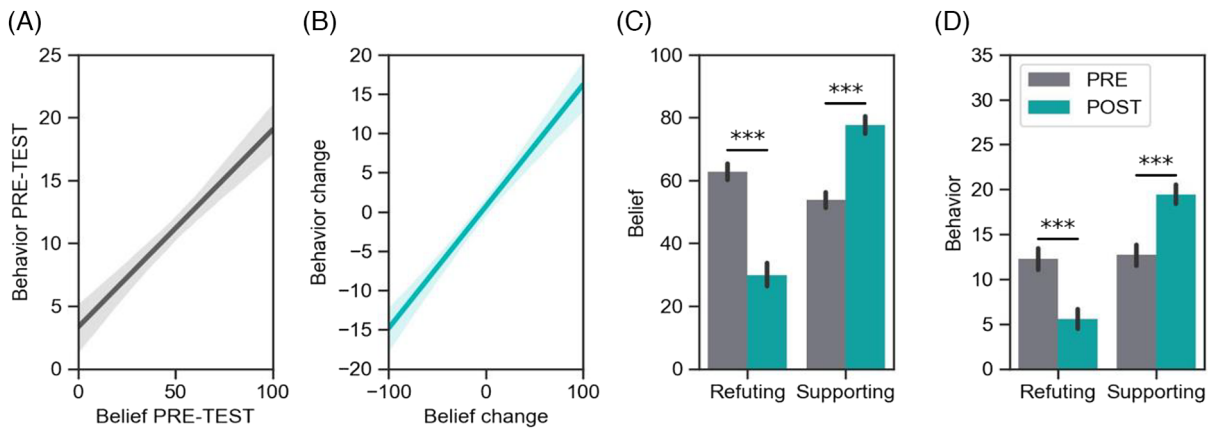 (A)
25
20
15
10
5
0
0 50 100
Behavior PRE-TEST
Belief PRE-TEST
(B)
20
15
10
5
0
−5
−10
−15
−20
−100 0 100
Behavior change
Belief change
(C)
100
80
60
40
20
0
Belief
***
***
Refuting Supporting
(D)
35
30
25
20
15
10
5
0
Behavior
PRE
POST
***
***
Refuting Supporting